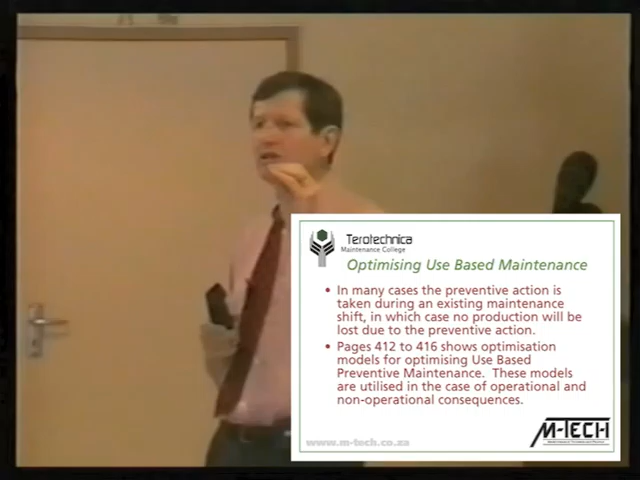 Terotechnica
Maintenance College
Optimising Use Based Maintenance
• In many cases the preventive action is
taken during an existing maintenance
shift, in which case no production will be
lost due to the preventive action.
• Pages 412 to 416 shows optimisation
models for optimising Use Based
Preventive Maintenance. These models
are utilised in the case of operational and
non-operational consequences.
www.m-tech.co.za
M-TECH